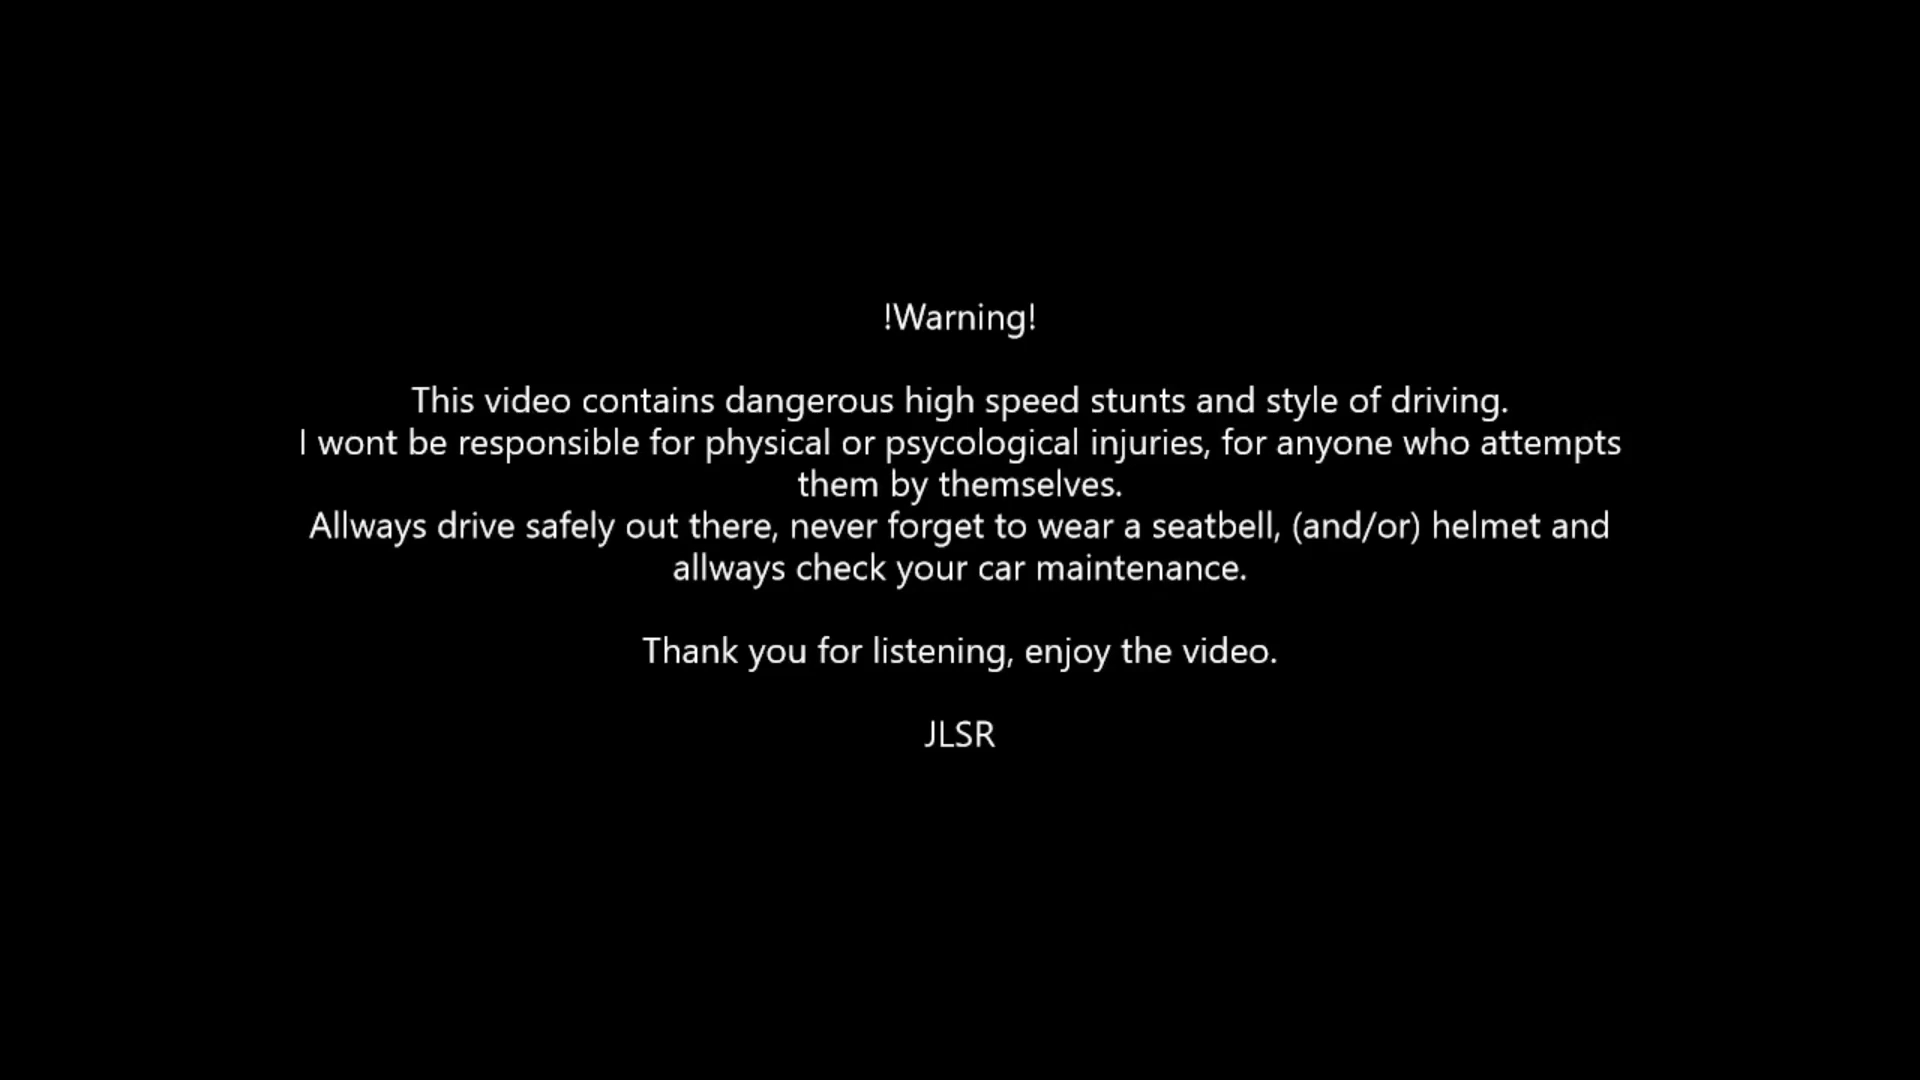 !Warning!
This video contains dangerous high speed stunts and style of driving.
I wont be responsible for physical or psycological injuries, for anyone who attempts
them by themselves.
Allways drive safely out there, never forget to wear a seatbell, (and/or) helmet and
allways check your car maintenance.
Thank you for listening, enjoy the video.
JLSR